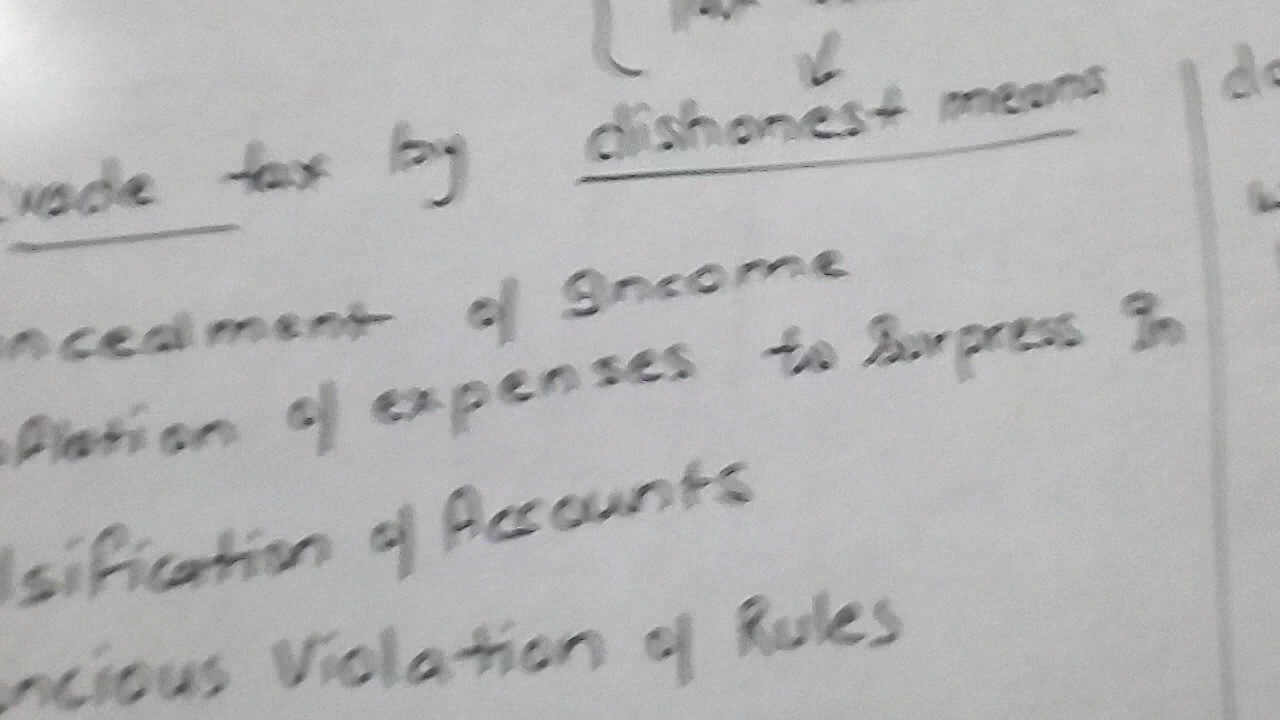 vade tax by dishonest means
ncealment of Income
flation of expenses to Surpress In
lsification of Accounts
ncious Violation of Rules